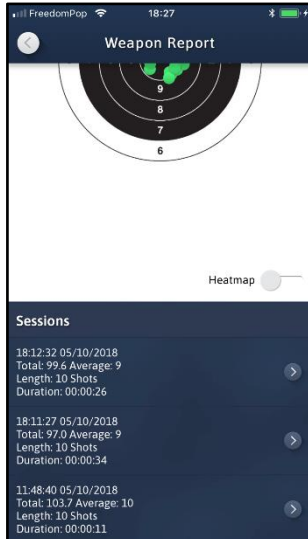 FreedomPop 18:27
Weapon Report
9
8
7
6
Heatmap
Sessions
18:12:32 05/10/2018
Total: 99.6 Average: 9
Length: 10 Shots
Duration: 00:00:26
18:11:27 05/10/2018
Total: 97.0 Average: 9
Length: 10 Shots
Duration: 00:00:34
11:48:40 05/10/2018
Total: 103.7 Average: 10
Length: 10 Shots
Duration: 00:00:11